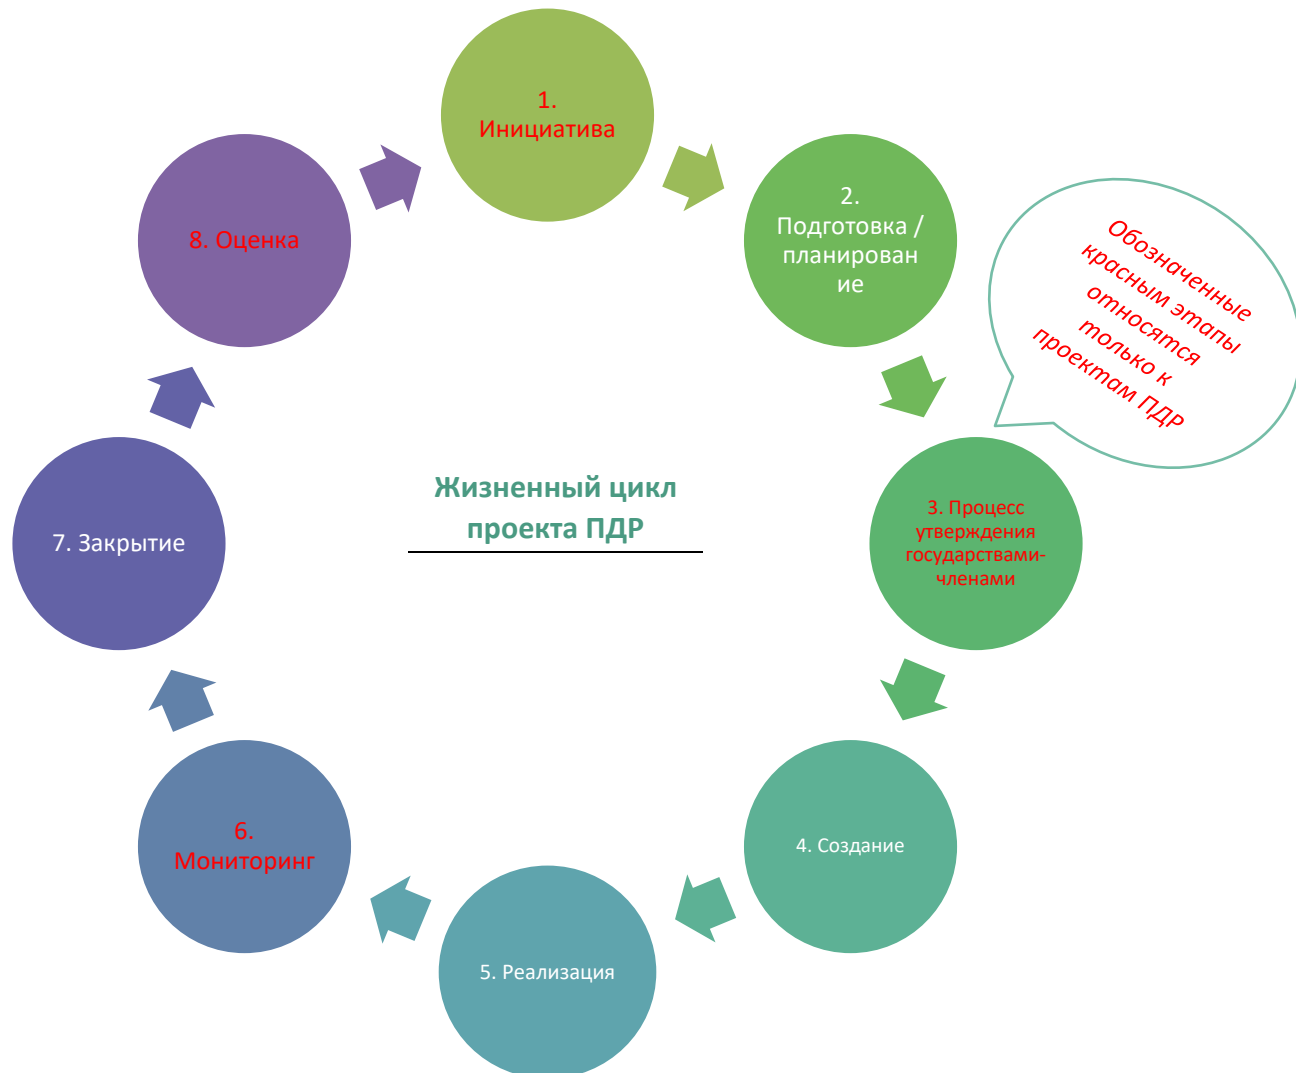 1.
Инициатива
2.
Подготовка /
планирован
ие
Обозначенные
красным этапы
относятся
только к
проектам ПДР
3. Процесс
утверждения
государствами-
членами
4. Создание
5. Реализация
6.
Мониторинг
7. Закрытие
8. Оценка
Жизненный цикл
проекта ПДР